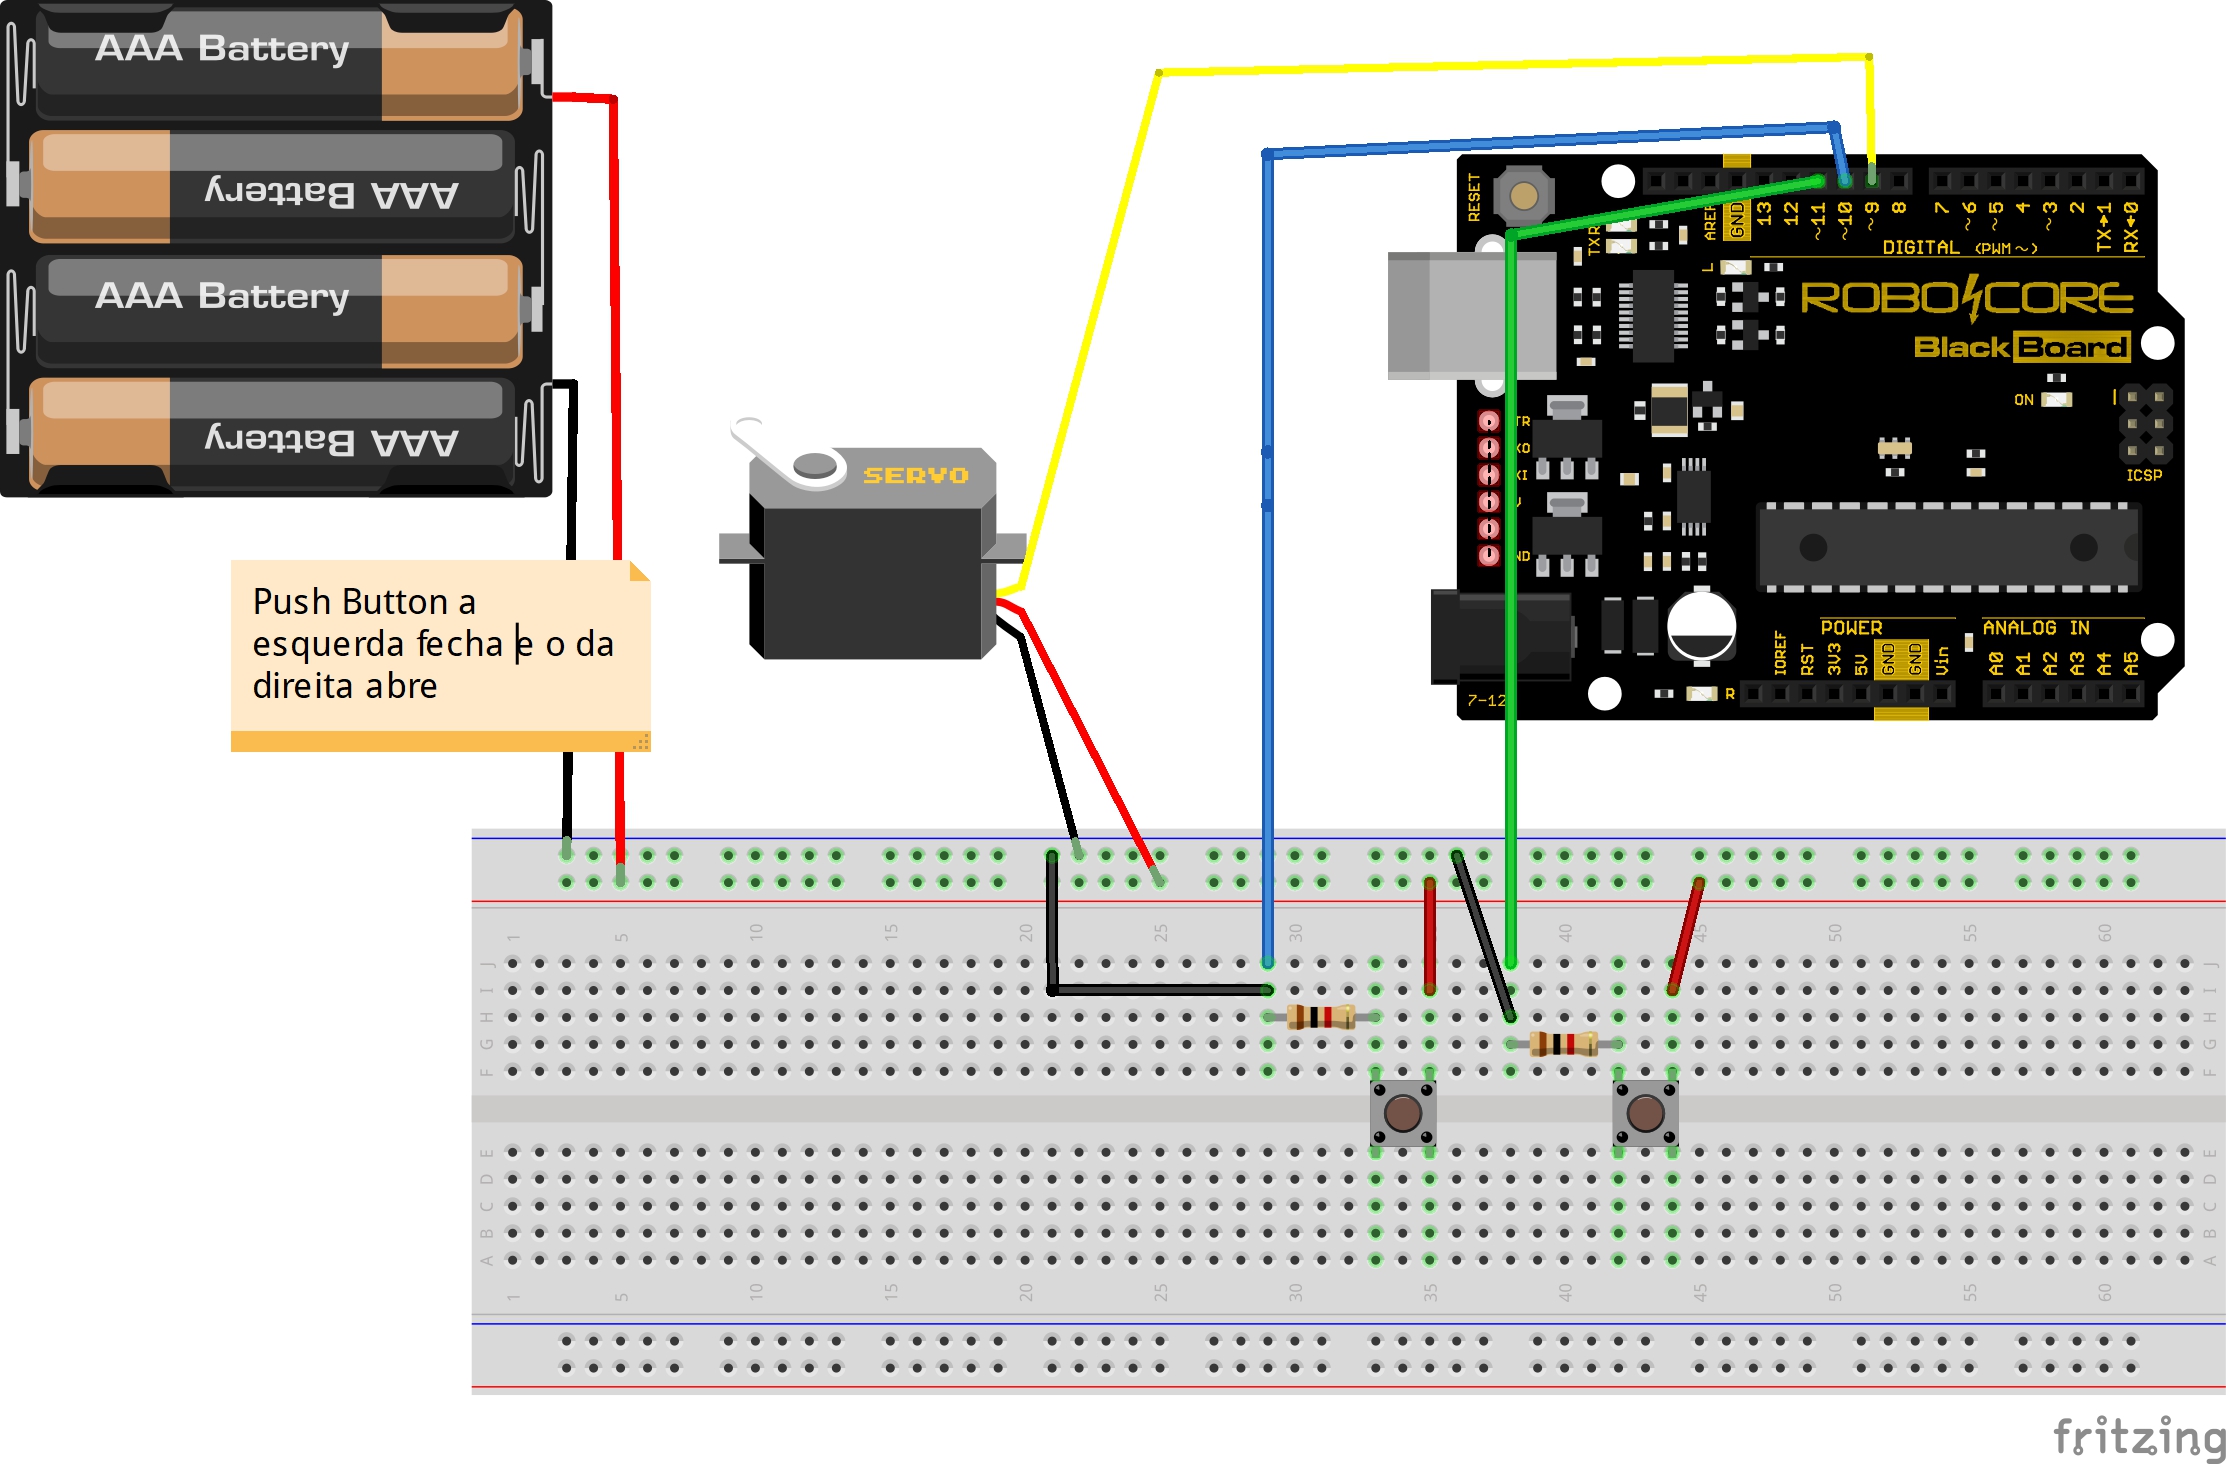 AAA Battery
AAA Battery
AAA Battery
AAA Battery
Push Button a
esquerda fecha e o da
direita abre
SERVO
RESET
AREF
GND
13
12
~11
~10
~9
8
7
~6
~5
4
~3
2
TX→1
RX←0
DIGITAL (PWM~)
L
ROBOCORE
BlackBoard
ON
ICSP
7-12
R
POWER
ANALOG IN
IOREF
RST
3V3
5V
GND
GND
Vin
A0
A1
A2
A3
A4
A5
1
5
10
15
20
25
30
40
45
50
55
60
J
I
H
G
F
J
I
H
G
F
E
D
C
B
A
E
D
C
B
A
1
5
10
15
20
25
30
35
40
45
50
55
60
fritzing